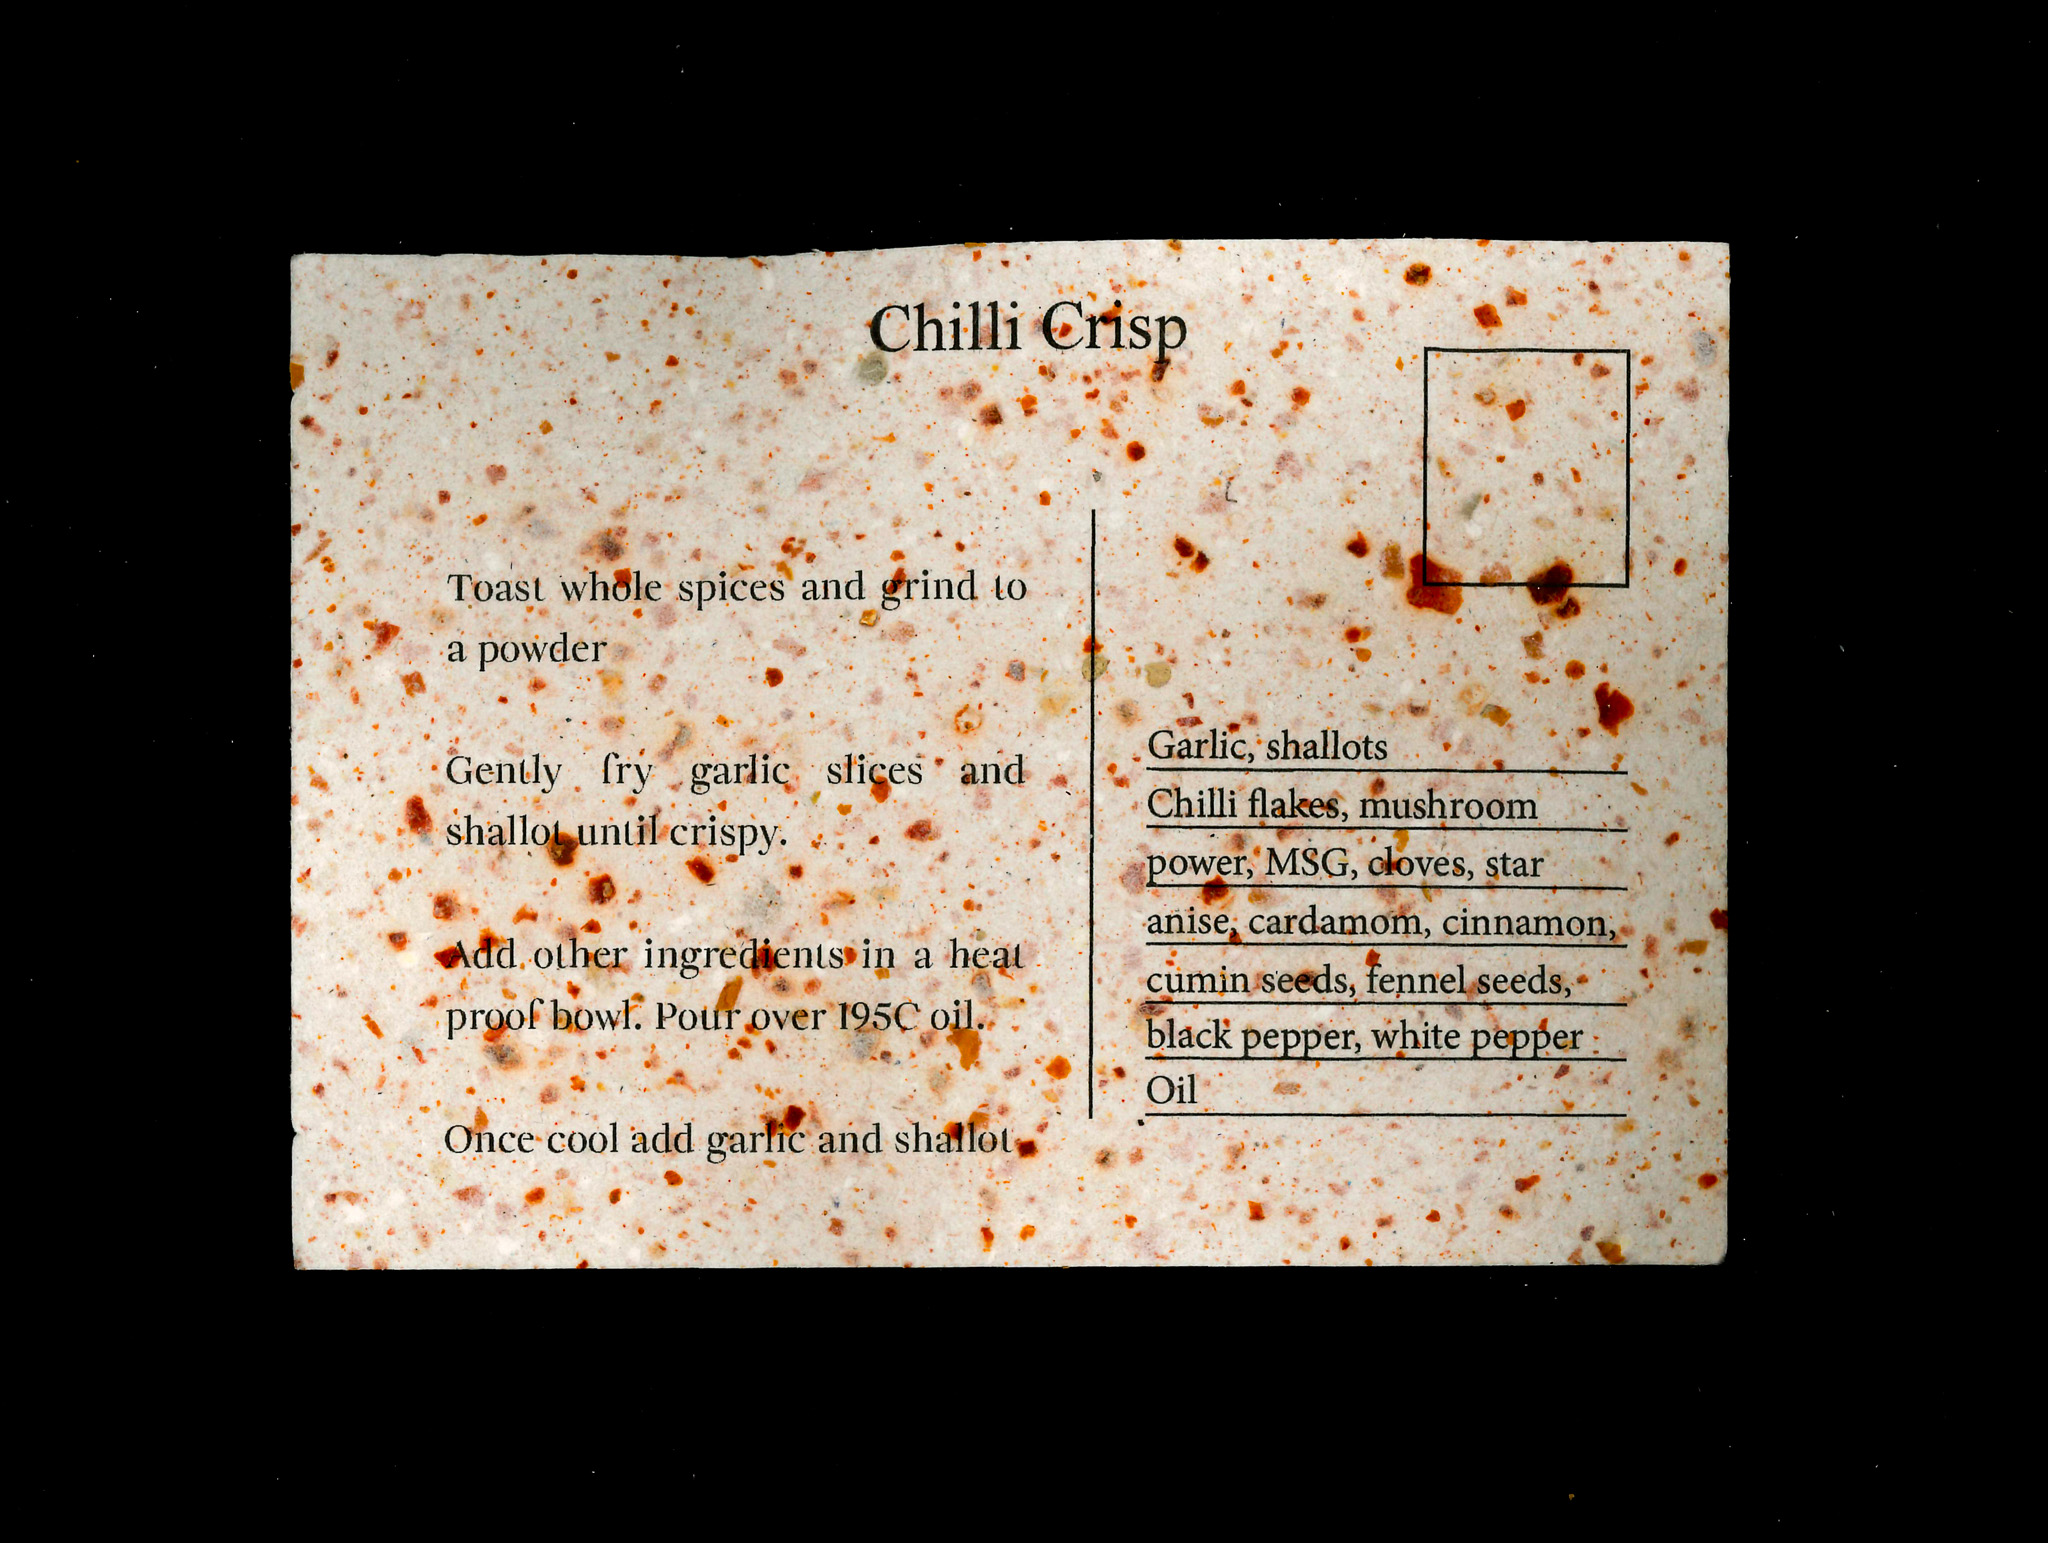 Chilli Crisp
Toast whole spices and grind to
a powder
Gently fry garlic slices and
shallot until crispy.
Add other ingredients in a heat
proof bowl. Pour over 195C oil.
Once cool add garlic and shallot
Garlic, shallots
Chilli flakes, mushroom
power, MSG, cloves, star
anise, cardamom, cinnamon,
cumin seeds, fennel seeds,
black pepper, white pepper
Oil